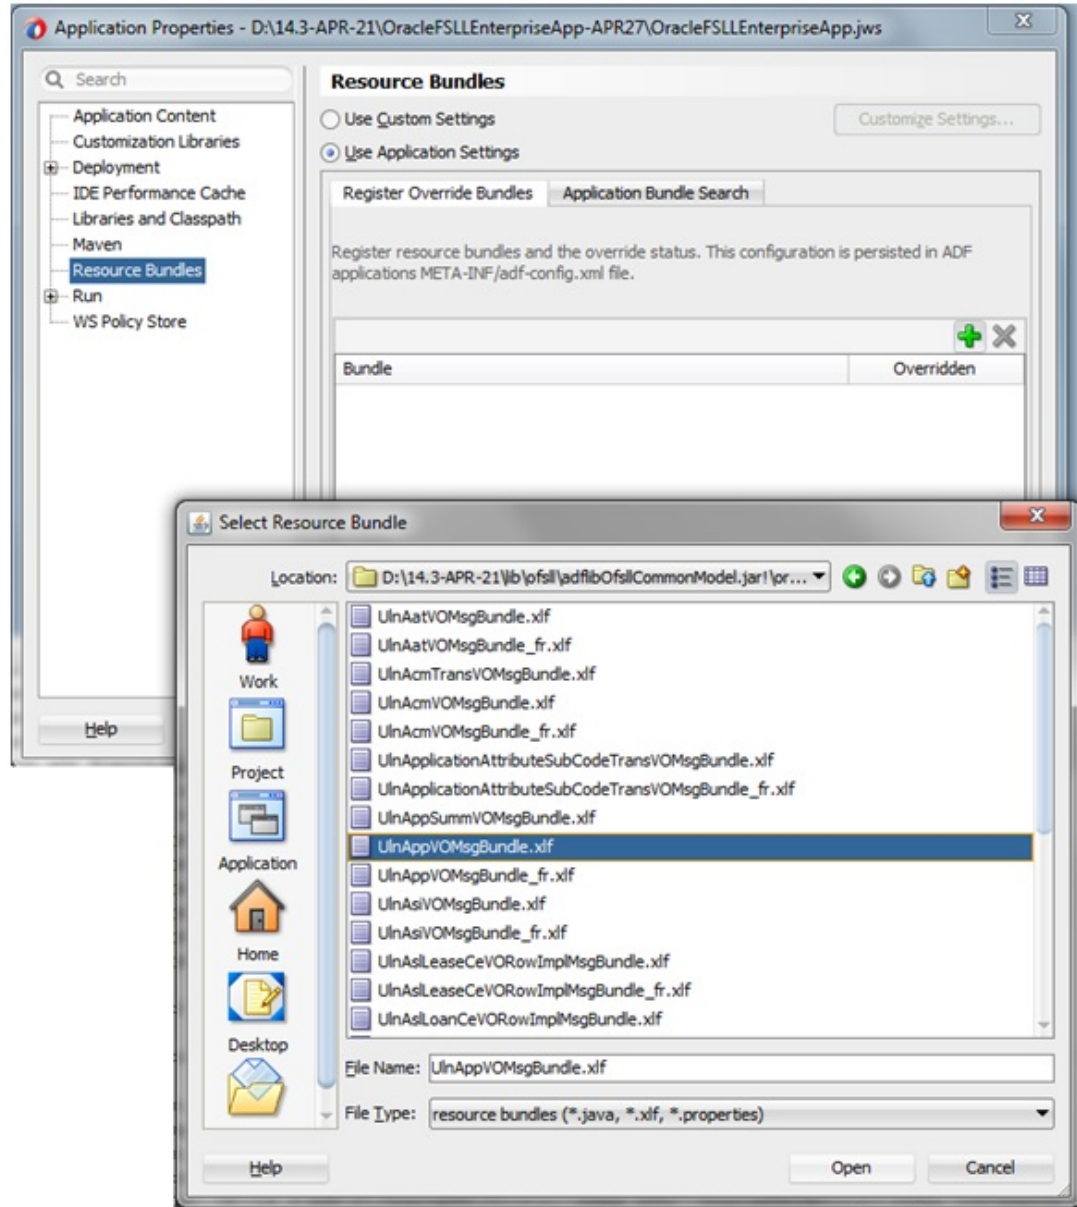 Application Properties - D:\14.3-APR-21\OracleFSLLEnterpriseApp-APR27\OracleFSLLEnterpriseApp.jws
Search
Application Content
Customization Libraries
Deployment
IDE Performance Cache
Libraries and Classpath
Maven
Resource Bundles
Run
WS Policy Store
Help
Resource Bundles
Use Custom Settings
Customize Settings...
Use Application Settings
Register Override Bundles
Application Bundle Search
Register resource bundles and the override status. This configuration is persisted in ADF
applications META-INF/adf-config.xml file.
Bundle
Overridden
Select Resource Bundle
Location: D:\14.3-APR-21\lib\ofsll\adflibOfsllCommonModel.jar!\or...
Work
Project
Application
Home
Desktop
UlnAatVOMsgBundle.xlf
UlnAatVOMsgBundle_fr.xlf
UlnAcmTransVOMsgBundle.xlf
UlnAcmVOMsgBundle.xlf
UlnAcmVOMsgBundle_fr.xlf
UlnApplicationAttributeSubCodeTransVOMsgBundle.xlf
UlnApplicationAttributeSubCodeTransVOMsgBundle_fr.xlf
UlnAppSummVOMsgBundle.xlf
UlnAppVOMsgBundle.xlf
UlnAppVOMsgBundle_fr.xlf
UlnAsiVOMsgBundle.xlf
UlnAsiVOMsgBundle_fr.xlf
UlnAslLeaseCeVORowImplMsgBundle.xlf
UlnAslLeaseCeVORowImplMsgBundle_fr.xlf
UlnAslLoanCeVORowImplMsgBundle.xlf
File Name: UlnAppVOMsgBundle.xlf
File Type: resource bundles (*.java, *.xlf, *.properties)
Help
Open
Cancel